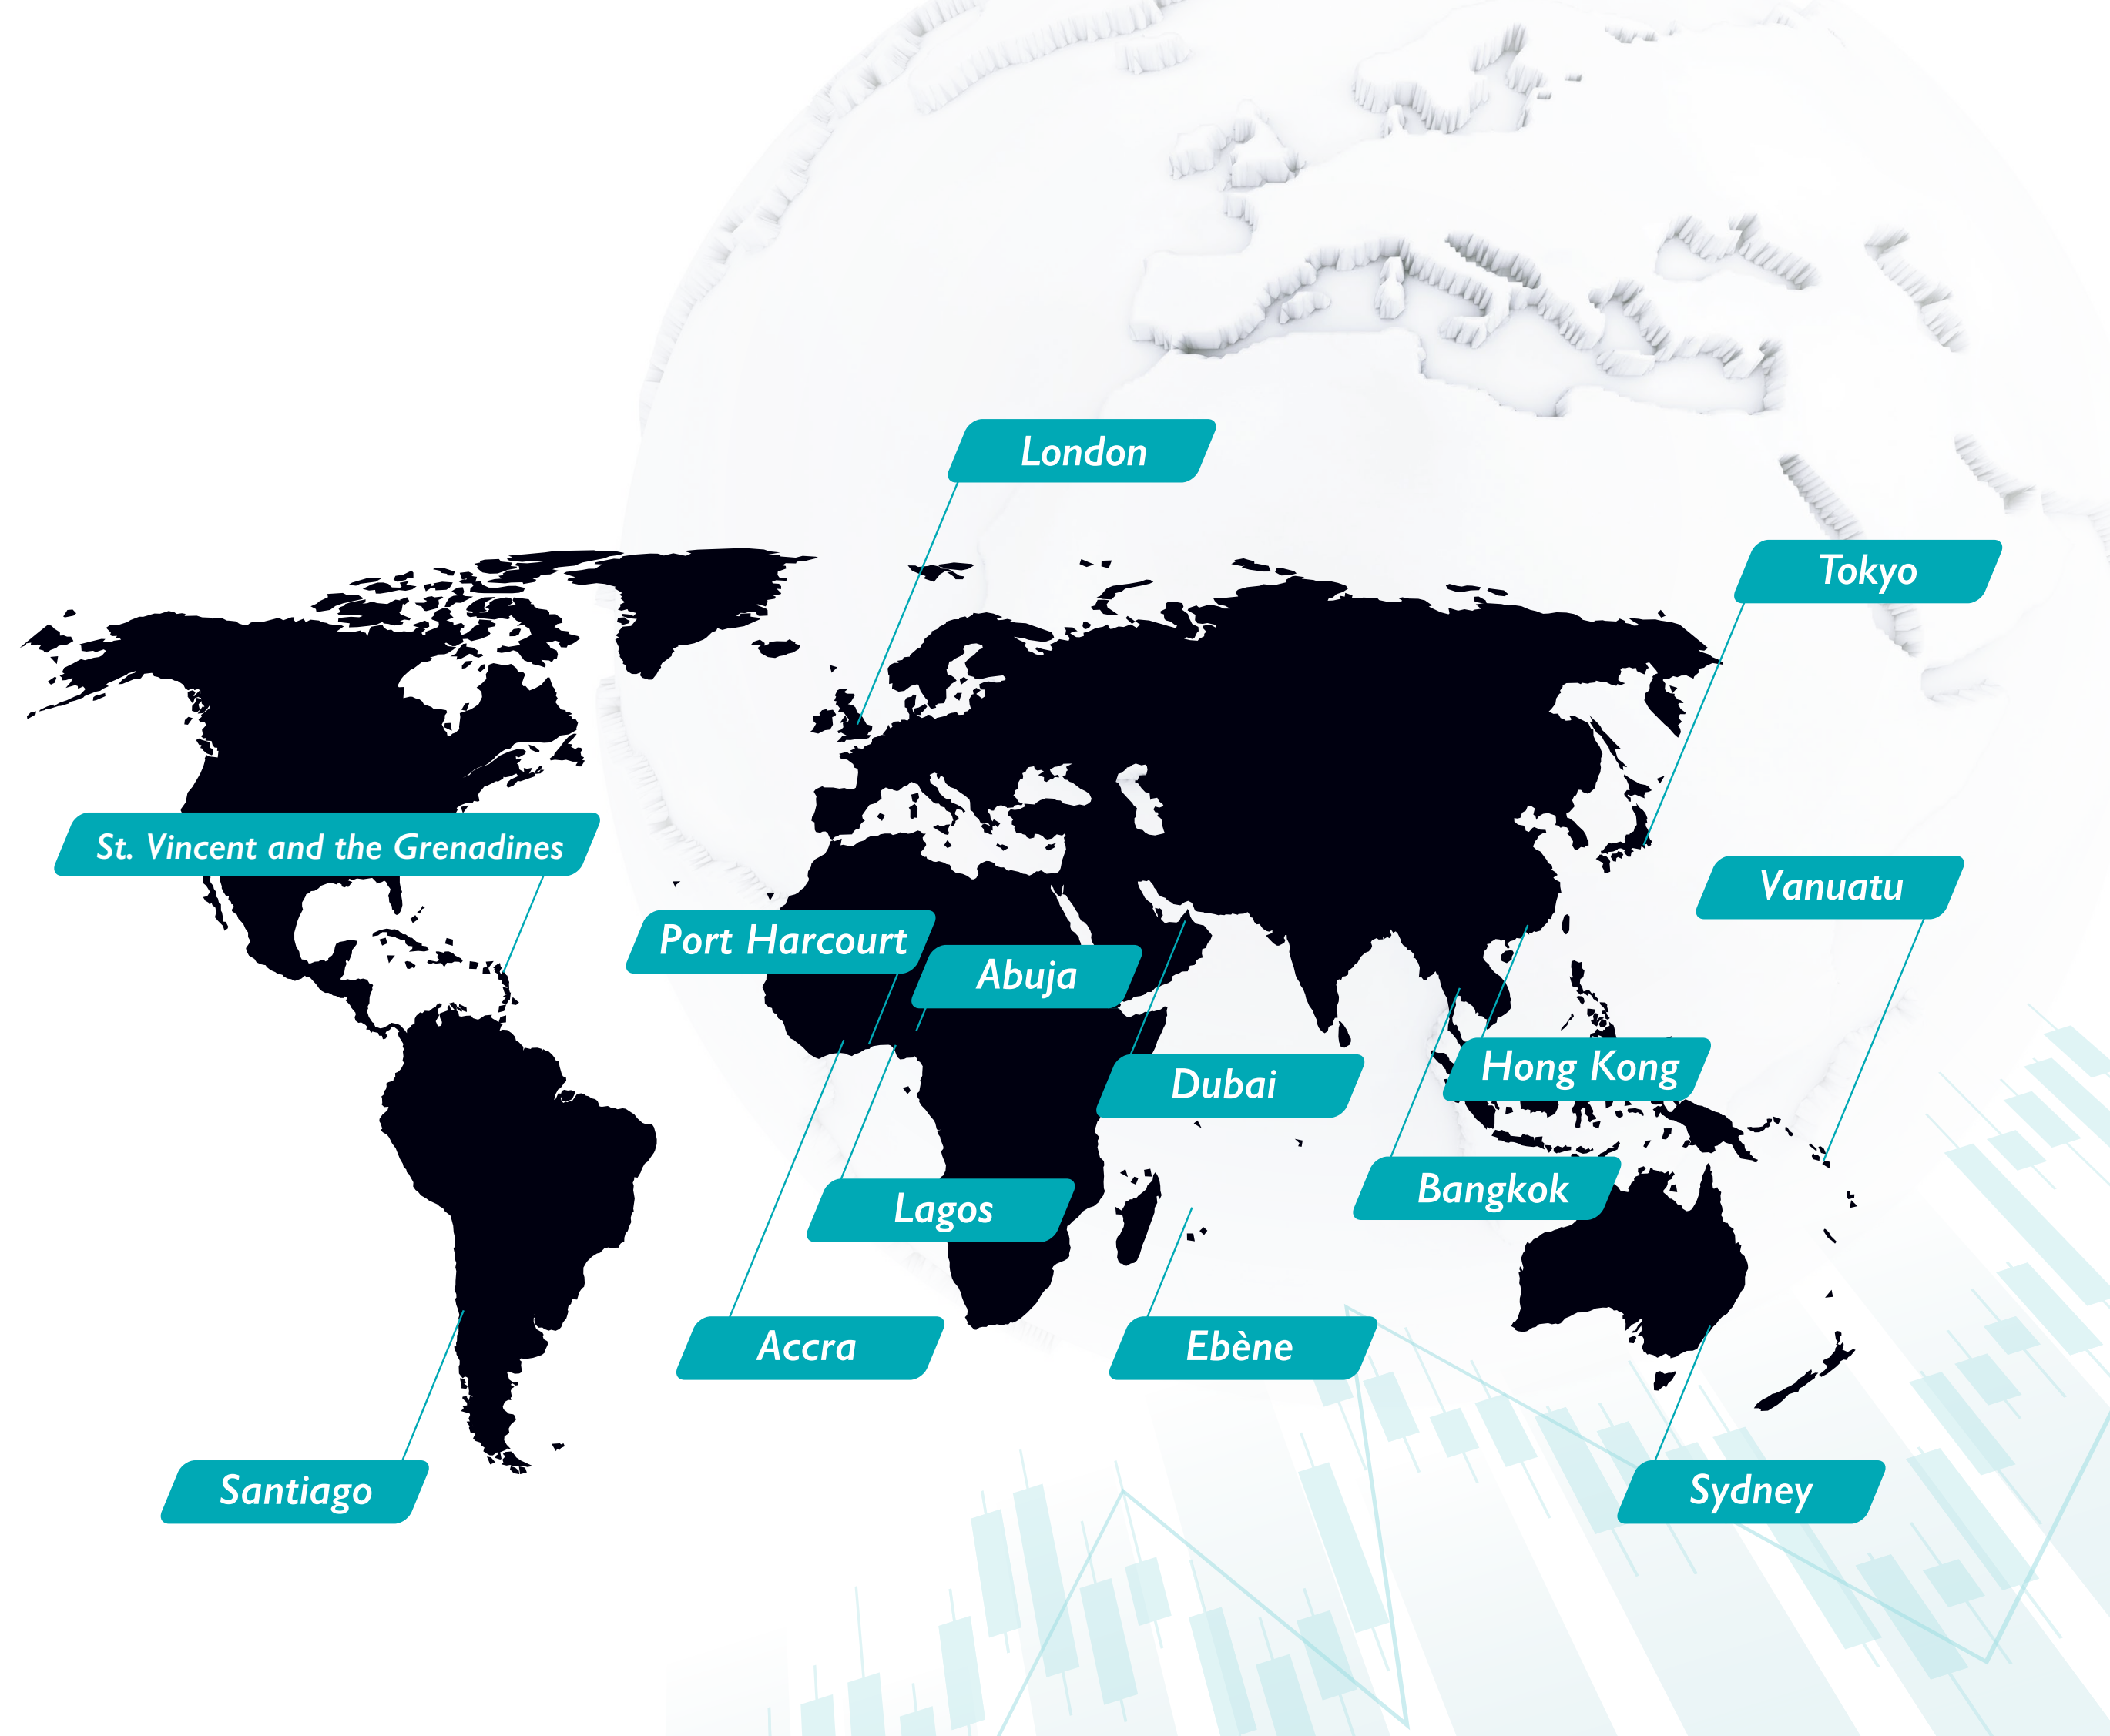 London
Tokyo
St. Vincent and the Grenadines
Vanuatu
Port Harcourt
Abuja
Hong Kong
Dubai
Bangkok
Lagos
Accra
Ebène
Santiago
Sydney